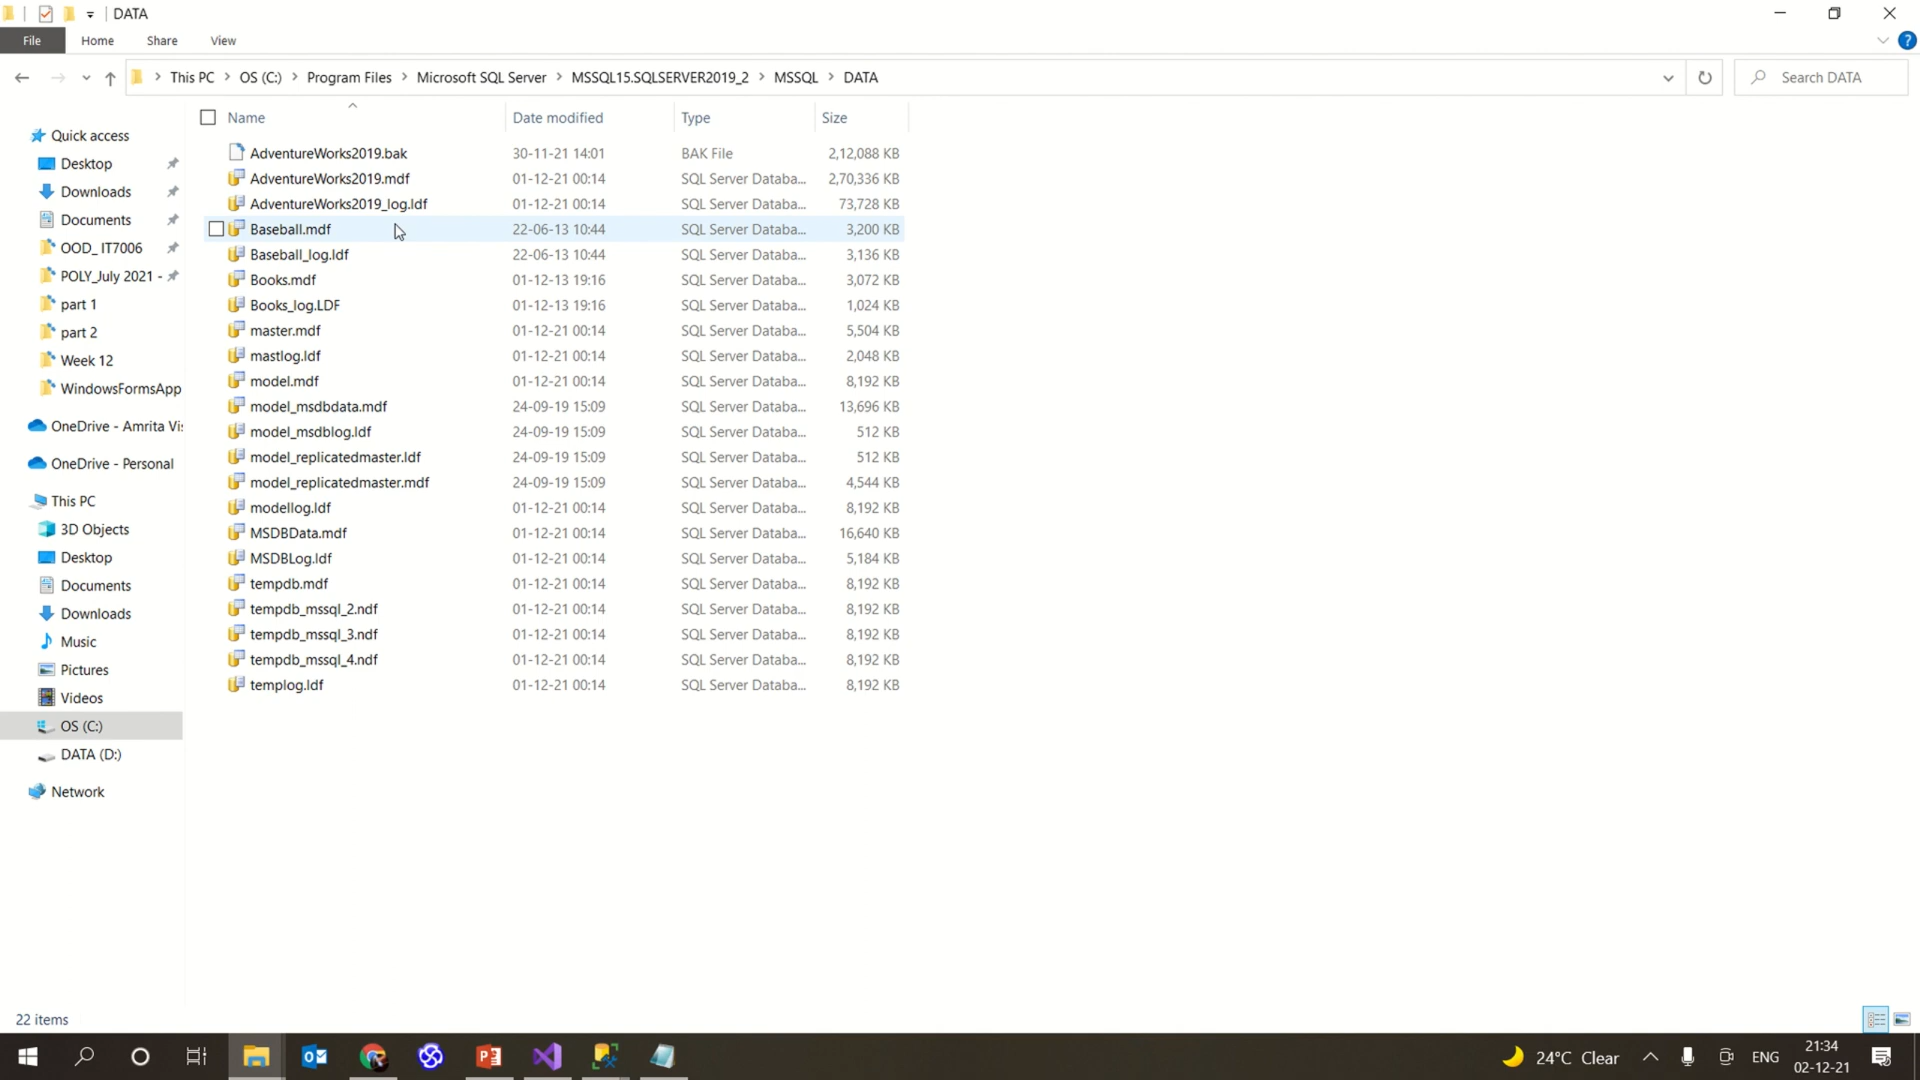 DATA
File Home Share View
This PC OS (C:) Program Files Microsoft SQL Server MSSQL15.SQLSERVER2019_2 MSSQL DATA Search DATA
Name Date modified Type Size
AdventureWorks2019.bak 30-11-21 14:01 BAK File 2,12,088 KB
AdventureWorks2019.mdf 01-12-21 00:14 SQL Server Databa... 2,70,336 KB
AdventureWorks2019_log.ldf 01-12-21 00:14 SQL Server Databa... 73,728 KB
Baseball.mdf 22-06-13 10:44 SQL Server Databa... 3,200 KB
Baseball_log.ldf 22-06-13 10:44 SQL Server Databa... 3,136 KB
Books.mdf 01-12-13 19:16 SQL Server Databa... 3,072 KB
Books_log.LDF 01-12-13 19:16 SQL Server Databa... 1,024 KB
master.mdf 01-12-21 00:14 SQL Server Databa... 5,504 KB
mastlog.ldf 01-12-21 00:14 SQL Server Databa... 2,048 KB
model.mdf 01-12-21 00:14 SQL Server Databa... 8,192 KB
model_msdbdata.mdf 24-09-19 15:09 SQL Server Databa... 13,696 KB
model_msdblog.ldf 24-09-19 15:09 SQL Server Databa... 512 KB
model_replicatedmaster.ldf 24-09-19 15:09 SQL Server Databa... 512 KB
model_replicatedmaster.mdf 24-09-19 15:09 SQL Server Databa... 4,544 KB
modellog.ldf 01-12-21 00:14 SQL Server Databa... 8,192 KB
MSDBData.mdf 01-12-21 00:14 SQL Server Databa... 16,640 KB
MSDBLog.ldf 01-12-21 00:14 SQL Server Databa... 5,184 KB
tempdb.mdf 01-12-21 00:14 SQL Server Databa... 8,192 KB
tempdb_mssql_2.ndf 01-12-21 00:14 SQL Server Databa... 8,192 KB
tempdb_mssql_3.ndf 01-12-21 00:14 SQL Server Databa... 8,192 KB
tempdb_mssql_4.ndf 01-12-21 00:14 SQL Server Databa... 8,192 KB
templog.ldf 01-12-21 00:14 SQL Server Databa... 8,192 KB
Quick access
Desktop
Downloads
Documents
OOD_ IT7006
POLY_July 2021 -
part 1
part 2
Week 12
WindowsFormsApp
OneDrive - Amrita Vis
OneDrive - Personal
This PC
3D Objects
Desktop
Documents
Downloads
Music
Pictures
Videos
OS (C:)
DATA (D:)
Network
22 items
24°C Clear ENG 21:34
02-12-21